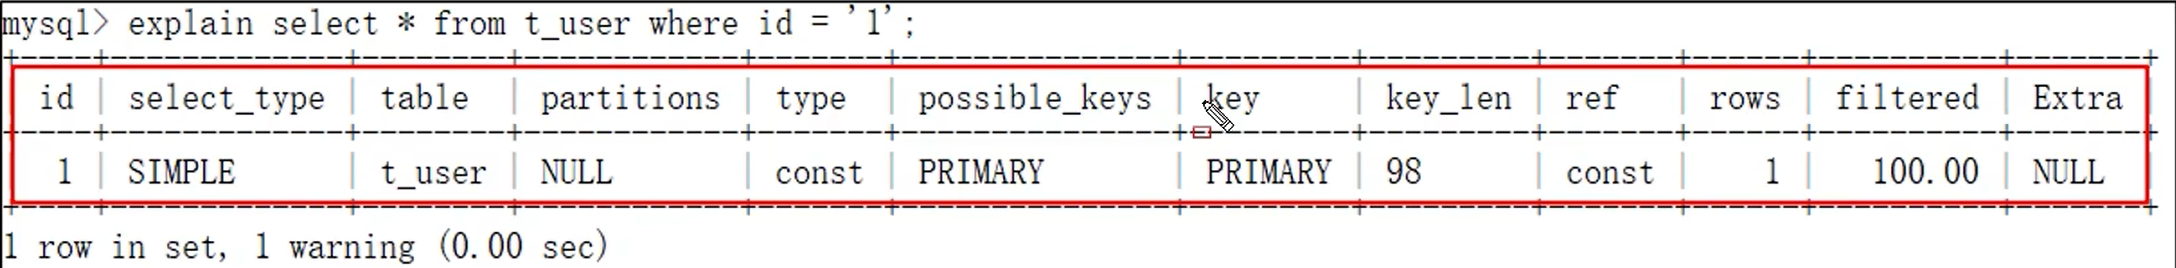 mysql> explain select * from t_user where id = '1';
+----+-------------+--------+------------+-------+---------------+---------+---------+-------+------+----------+-------+
| id | select_type | table | partitions | type | possible_keys | key | key_len | ref | rows | filtered | Extra |
+----+-------------+--------+------------+-------+---------------+---------+---------+-------+------+----------+-------+
| 1 | SIMPLE | t_user | NULL | const | PRIMARY | PRIMARY | 98 | const | 1 | 100.00 | NULL |
+----+-------------+--------+------------+-------+---------------+---------+---------+-------+------+----------+-------+
1 row in set, 1 warning (0.00 sec)